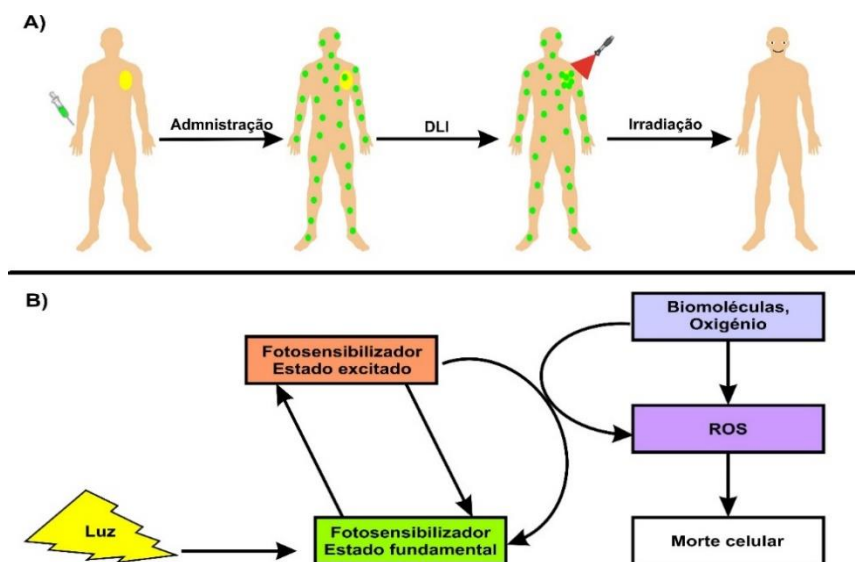 A)
Admnistração
DLI
Irradiação
B)
Fotosensibilizador
Estado excitado
Biomoléculas,
Oxigénio
ROS
Luz
Fotosensibilizador
Estado fundamental
Morte celular